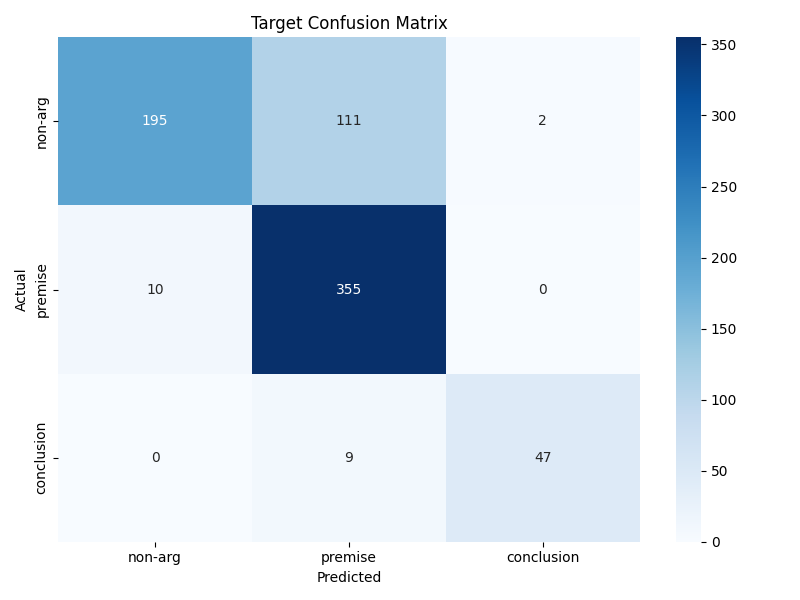 Target Confusion Matrix
non-arg
195
111
2
premise
10
355
0
conclusion
0
9
47
Actual
non-arg
premise
conclusion
Predicted
350
300
250
200
150
100
50
0